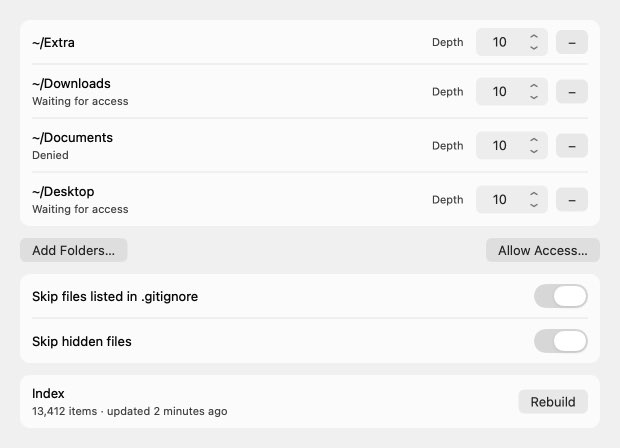 ~/Extra
Depth 10 –
~/Downloads
Waiting for access
Depth 10 –
~/Documents
Denied
Depth 10 –
~/Desktop
Waiting for access
Depth 10 –
Add Folders... Allow Access...
Skip files listed in .gitignore
Skip hidden files
Index
13,412 items · updated 2 minutes ago
Rebuild